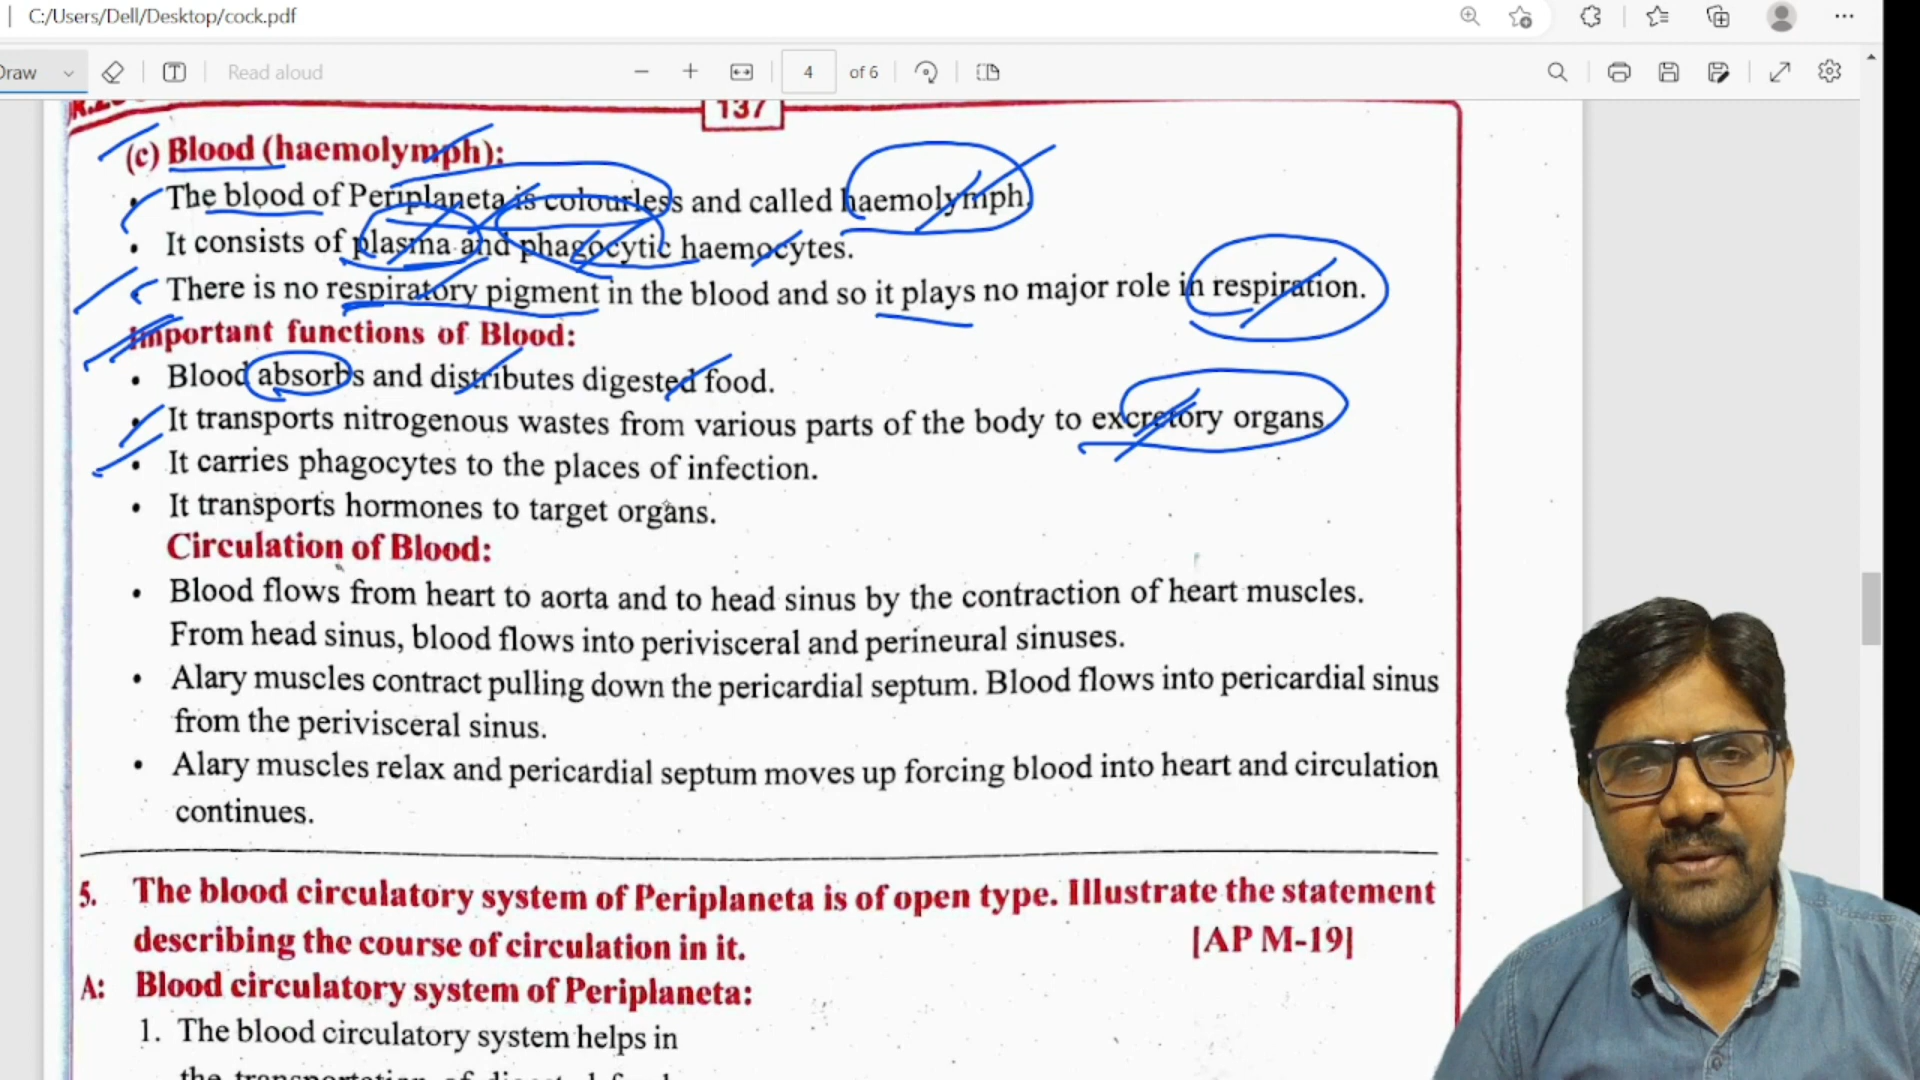 C:/Users/Dell/Desktop/cock.pdf
Draw
Read aloud
4 of 6
137
(c) Blood (haemolymph):
• The blood of Periplaneta is colourless and called haemolymph.
• It consists of plasma and phagocytic haemocytes.
• There is no respiratory pigment in the blood and so it plays no major role in respiration.
Important functions of Blood:
• Blood absorbs and distributes digested food.
• It transports nitrogenous wastes from various parts of the body to excretory organs
• It carries phagocytes to the places of infection.
• It transports hormones to target organs.
Circulation of Blood:
• Blood flows from heart to aorta and to head sinus by the contraction of heart muscles.
From head sinus, blood flows into perivisceral and perineural sinuses.
• Alary muscles contract pulling down the pericardial septum. Blood flows into pericardial sinus
from the perivisceral sinus.
• Alary muscles relax and pericardial septum moves up forcing blood into heart and circulation
continues.
5. The blood circulatory system of Periplaneta is of open type. Illustrate the statement
describing the course of circulation in it. [AP M-19]
A: Blood circulatory system of Periplaneta:
1. The blood circulatory system helps in